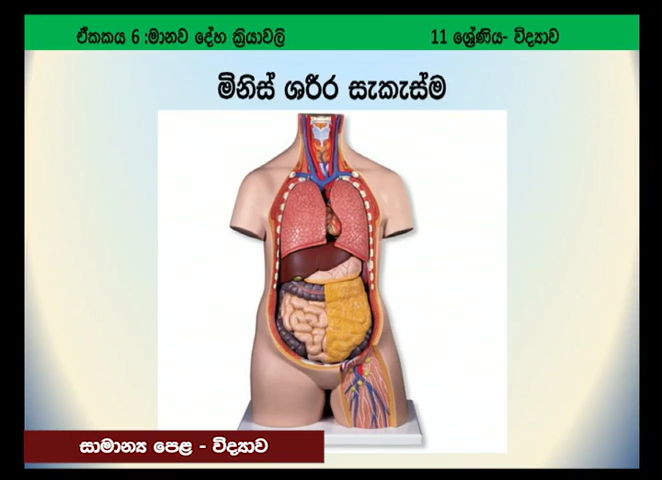 ඒකකය 6 :මානව දේහ ක්‍රියාවලි
11 ශ්‍රේණිය- විද්‍යාව
මිනිස් ශරීර සැකැස්ම
සාමාන්‍ය පෙළ - විද්‍යාව